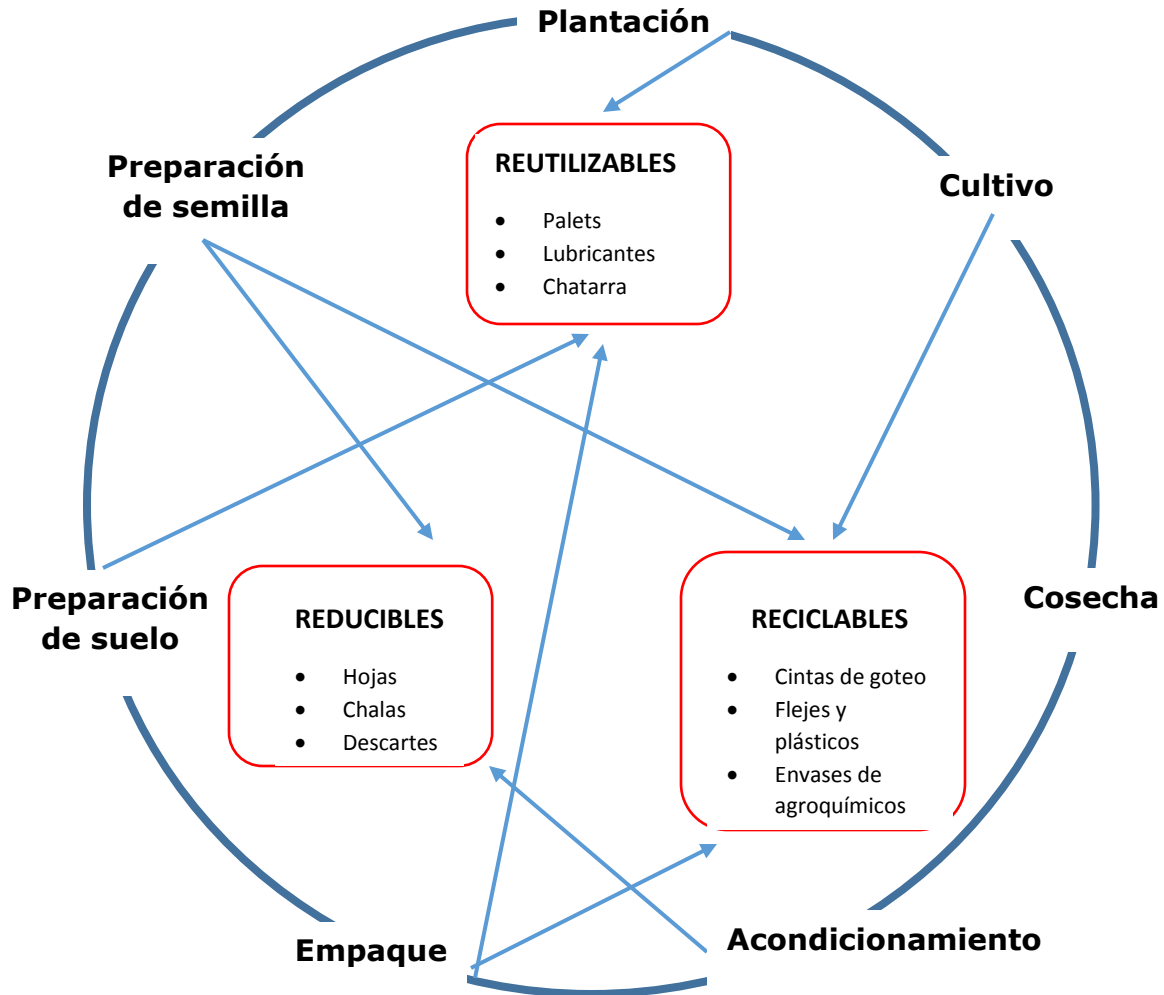 Plantación
Preparación
de semilla
REUTILIZABLES
• Palets
• Lubricantes
• Chatarra
Cultivo
Preparación
de suelo
REDUCIBLES
• Hojas
• Chalas
• Descartes
RECICLABLES
• Cintas de goteo
• Flejes y
plásticos
• Envases de
agroquímicos
Cosecha
Empaque
Acondicionamiento